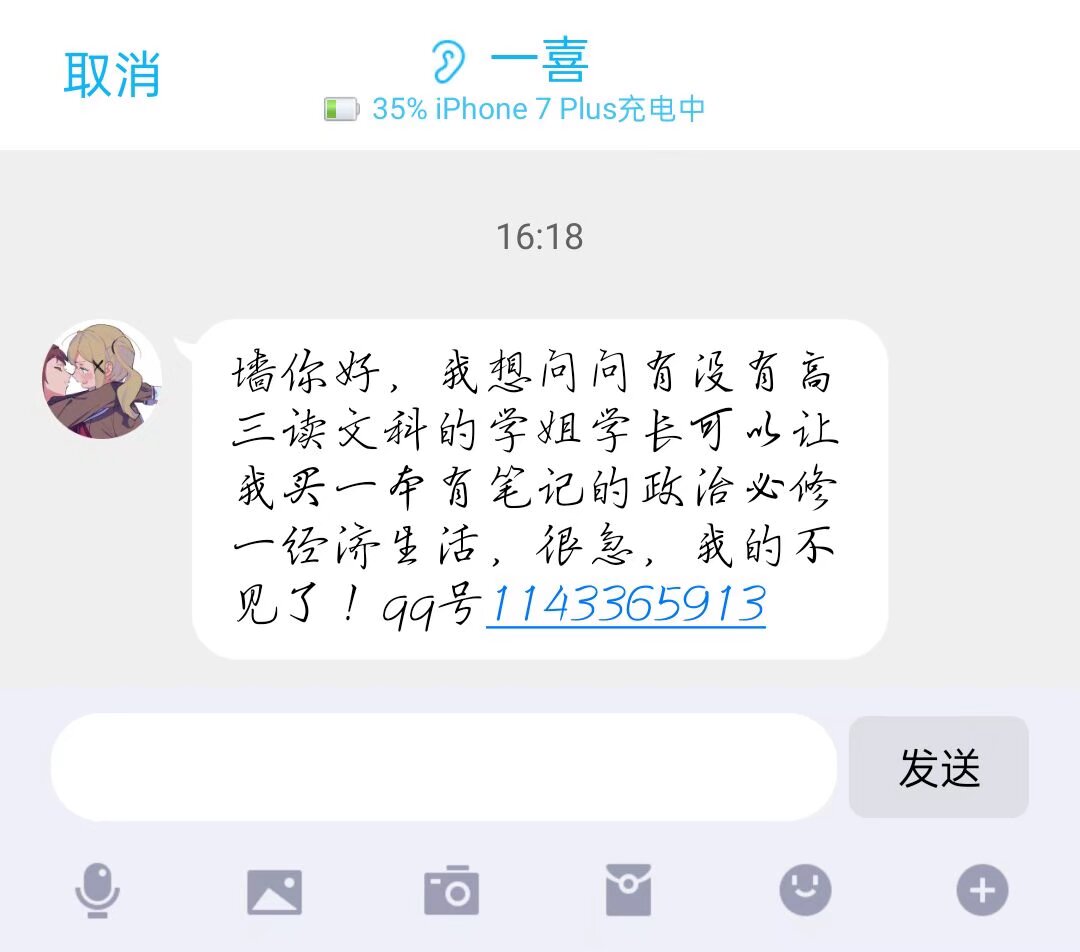 取消
一喜
35% iPhone 7 Plus充电中
16:18
墙你好，我想问问有没有高
三读文科的学姐学长可以让
我买一本有笔记的政治必修
一经济生活，很急，我的不
见了！qq号1143365913
发送